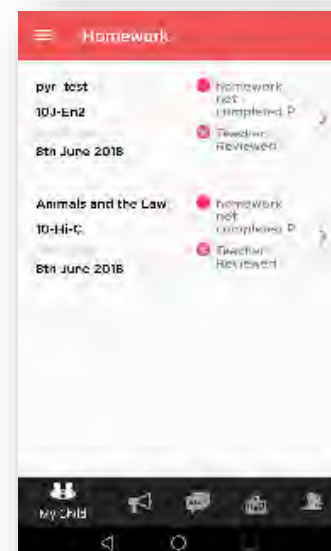 Homework
pyr test
homework
not
completed P
10J-En2
Teacher
Reviewed
8th June 2018
Animals and the Law
homework
not
completed P
10-Hi-C
Teacher
Reviewed
8th June 2018
My Child